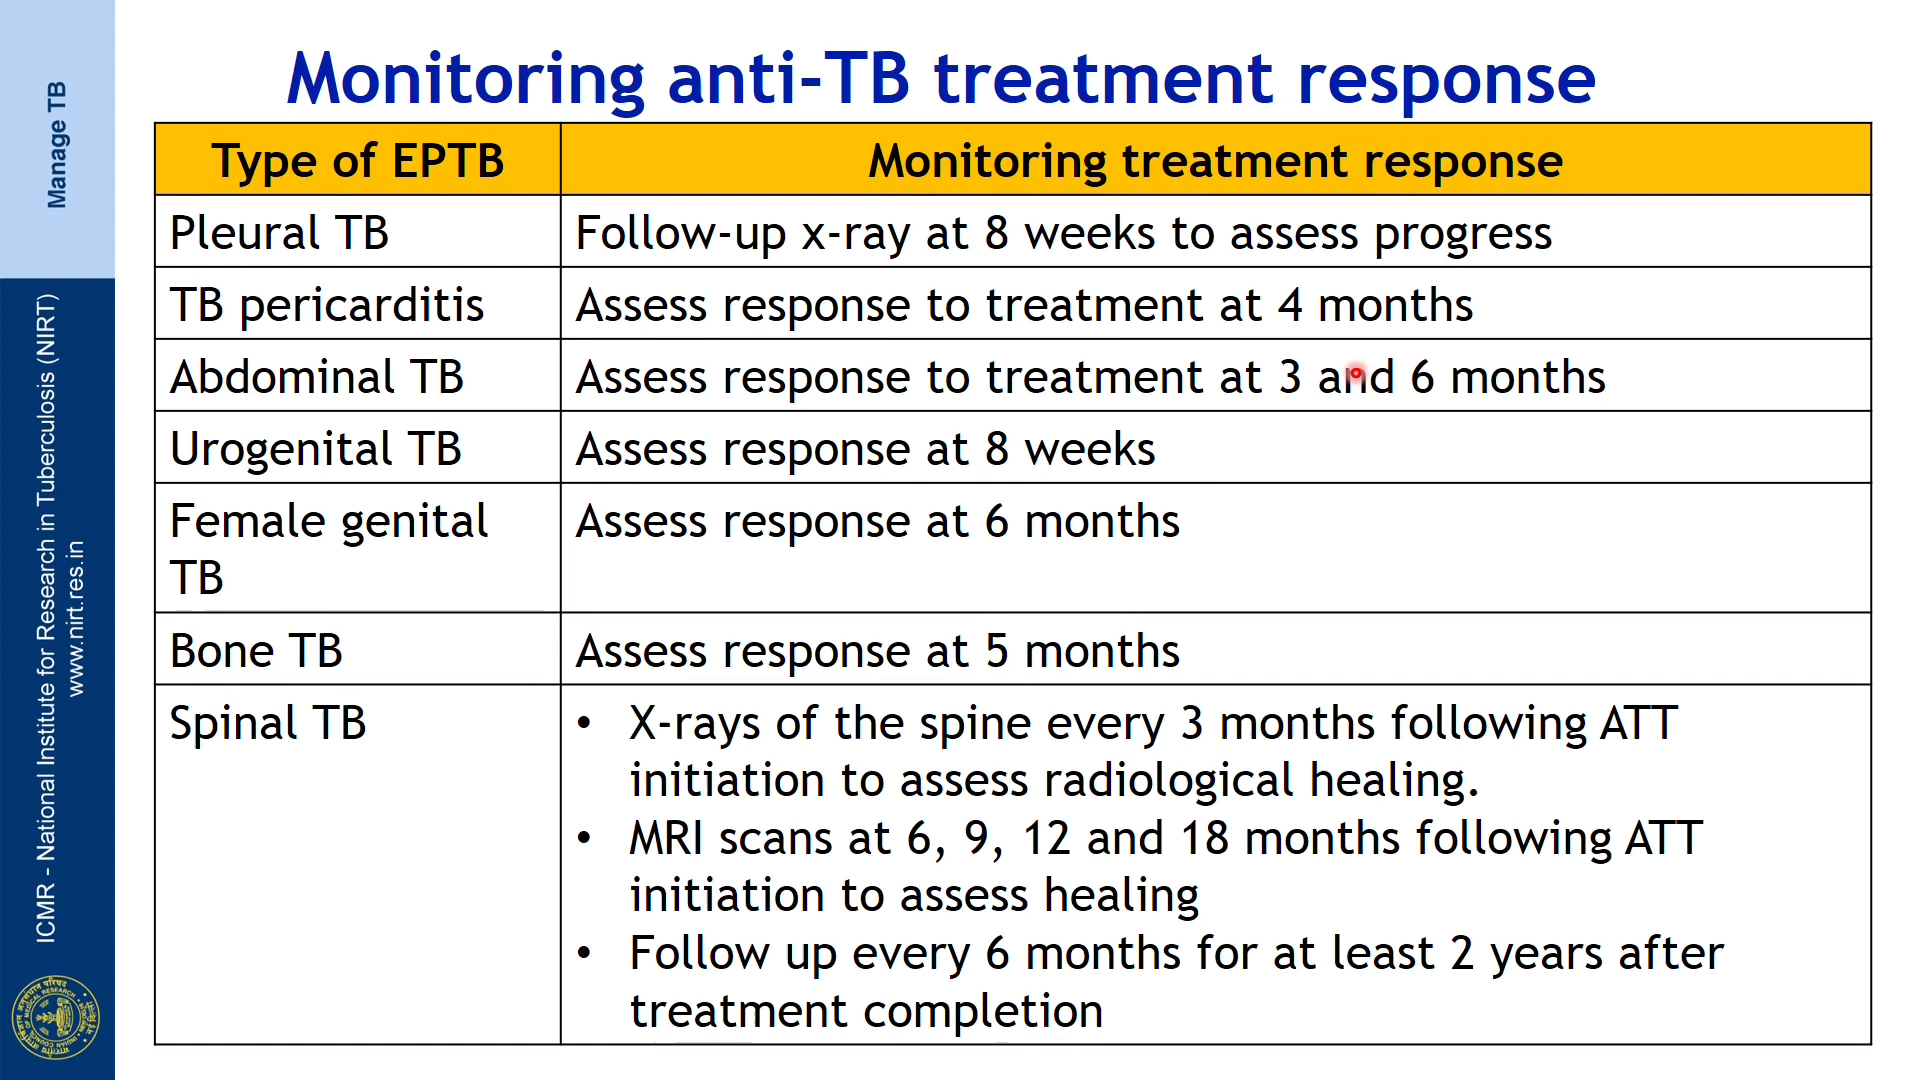 Manage TB
ICMR - National Institute for Research in Tuberculosis (NIRT)
www.nirt.res.in
Monitoring anti-TB treatment response
Type of EPTB
Monitoring treatment response
Pleural TB
Follow-up x-ray at 8 weeks to assess progress
TB pericarditis
Assess response to treatment at 4 months
Abdominal TB
Assess response to treatment at 3 and 6 months
Urogenital TB
Assess response at 8 weeks
Female genital
TB
Assess response at 6 months
Bone TB
Assess response at 5 months
Spinal TB
• X-rays of the spine every 3 months following ATT
initiation to assess radiological healing.
• MRI scans at 6, 9, 12 and 18 months following ATT
initiation to assess healing
• Follow up every 6 months for at least 2 years after
treatment completion